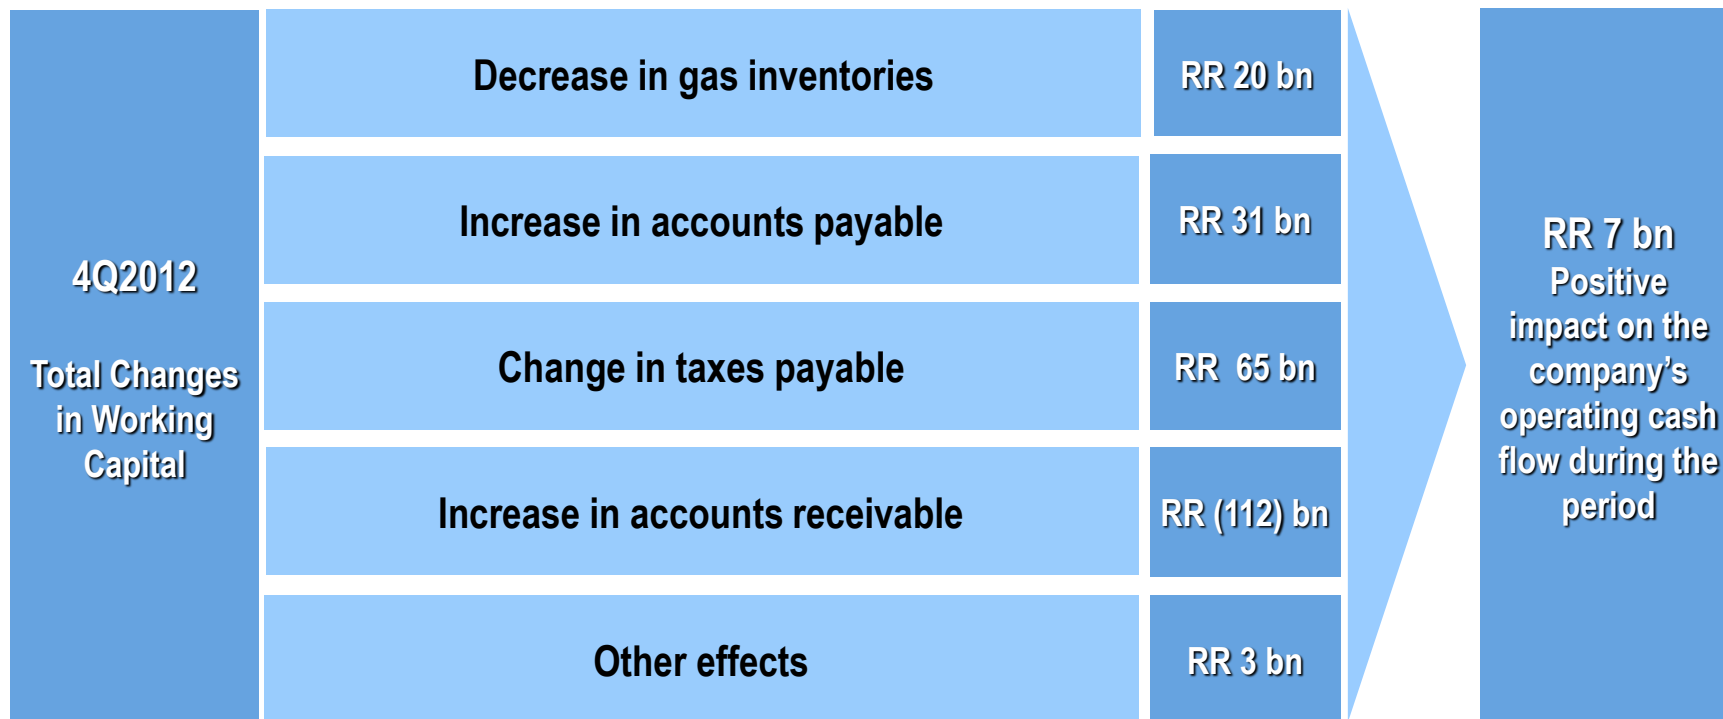 4Q2012
Total Changes
in Working
Capital
Decrease in gas inventories
RR 20 bn
Increase in accounts payable
RR 31 bn
Change in taxes payable
RR  65 bn
Increase in accounts receivable
RR (112) bn
Other effects
RR 3 bn
RR 7 bn
Positive
impact on the
company’s
operating cash
flow during the
period